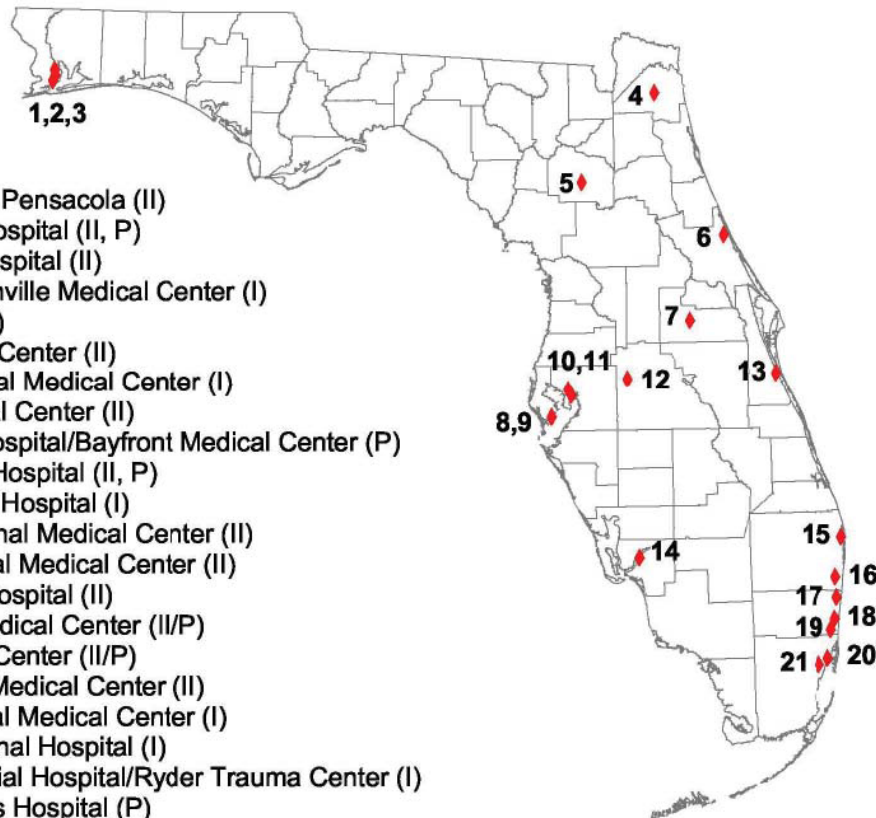 1,2,3
4
5
6
7
10,11
12
13
8,9
14
15
16
17
18
19
20
21
Pensacola (II)
ospital (II, P)
spital (II)
nville Medical Center (I)
)
Center (II)
al Medical Center (I)
al Center (II)
ospital/Bayfront Medical Center (P)
Hospital (II, P)
Hospital (I)
nal Medical Center (II)
al Medical Center (II)
ospital (II)
dical Center (II/P)
Center (II/P)
Medical Center (II)
al Medical Center (I)
nal Hospital (I)
ial Hospital/Ryder Trauma Center (I)
s Hospital (P)